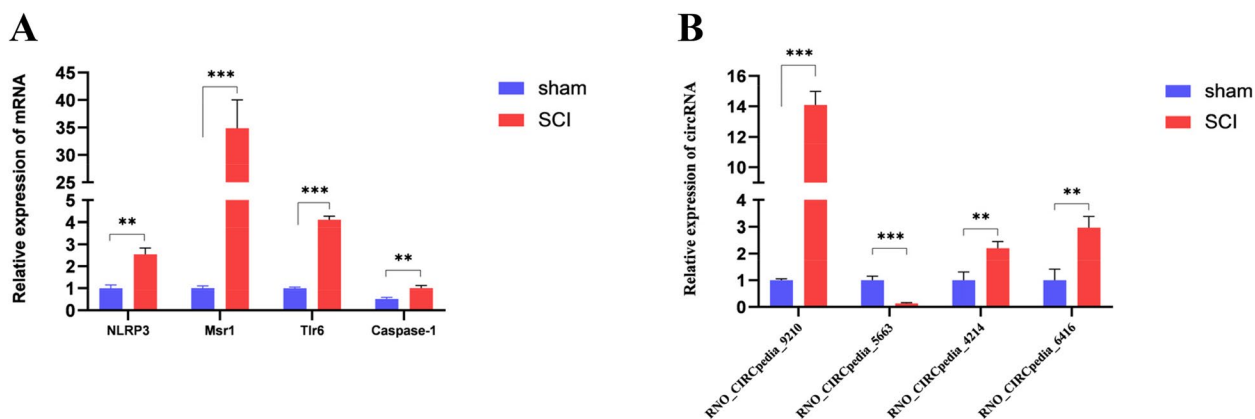 A
Relative expression of mRNA
45
40
35
30
25
5
4
3
2
1
0
**
***
***
**
NLRP3 Msr1 Tlr6 Caspase-1
sham
SCI
B
Relative expression of circRNA
16
14
12
10
8
4
3
2
1
0
***
***
**
**
RNO_CIRCpedia_9210
RNO_CIRCpedia_5663
RNO_CIRCpedia_4214
RNO_CIRCpedia_6416
sham
SCI